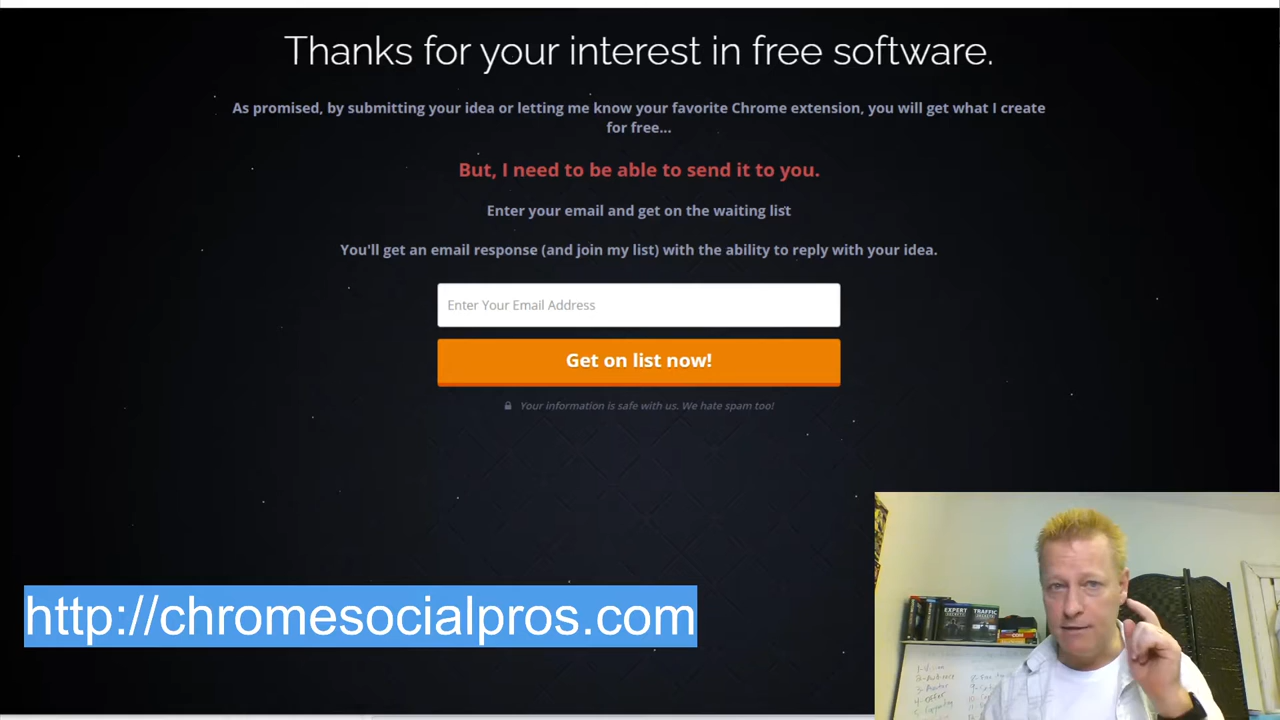 Thanks for your interest in free software.
As promised, by submitting your idea or letting me know your favorite Chrome extension, you will get what I create
for free...
But, I need to be able to send it to you.
Enter your email and get on the waiting list
You'll get an email response (and join my list) with the ability to reply with your idea.
Enter Your Email Address
Get on list now!
Your information is safe with us. We hate spam too!
http://chromesocialpros.com
EXPERT
SECRETS
TRAFFIC
SECRETS